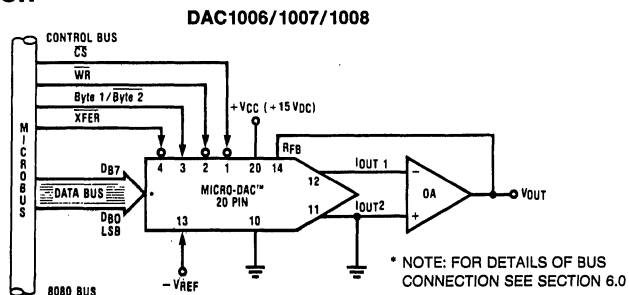 DAC1006/1007/1008
CONTROL BUS
CS
WR
Byte 1/Byte 2
XFER
+VCC (+15 VDC)
RFB
4 3 2 1 20 14
MICROBUS
DB7
DATA BUS
DB0
LSB
*
MICRO-DAC™
20 PIN
12
IOUT 1
11
IOUT2
13
10
−
+
OA
VOUT
-VREF
* NOTE: FOR DETAILS OF BUS
CONNECTION SEE SECTION 6.0
8080 BUS